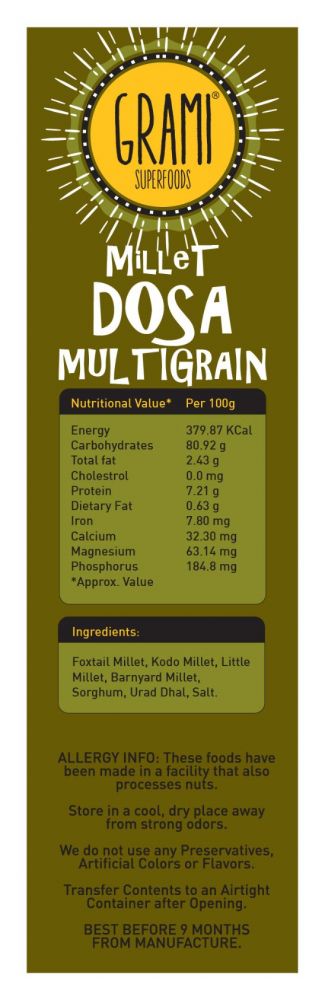 GRAMI®
SUPERFOODS
MiLLeT
DOSA
MULTIGRAIN
Nutritional Value* Per 100g
Energy 379.87 KCal
Carbohydrates 80.92 g
Total fat 2.43 g
Cholestrol 0.0 mg
Protein 7.21 g
Dietary Fat 0.63 g
Iron 7.80 mg
Calcium 32.30 mg
Magnesium 63.14 mg
Phosphorus 184.8 mg
*Approx. Value
Ingredients:
Foxtail Millet, Kodo Millet, Little
Millet, Barnyard Millet,
Sorghum, Urad Dhal, Salt.
ALLERGY INFO: These foods have
been made in a facility that also
processes nuts.
Store in a cool, dry place away
from strong odors.
We do not use any Preservatives,
Artificial Colors or Flavors.
Transfer Contents to an Airtight
Container after Opening.
BEST BEFORE 9 MONTHS
FROM MANUFACTURE.